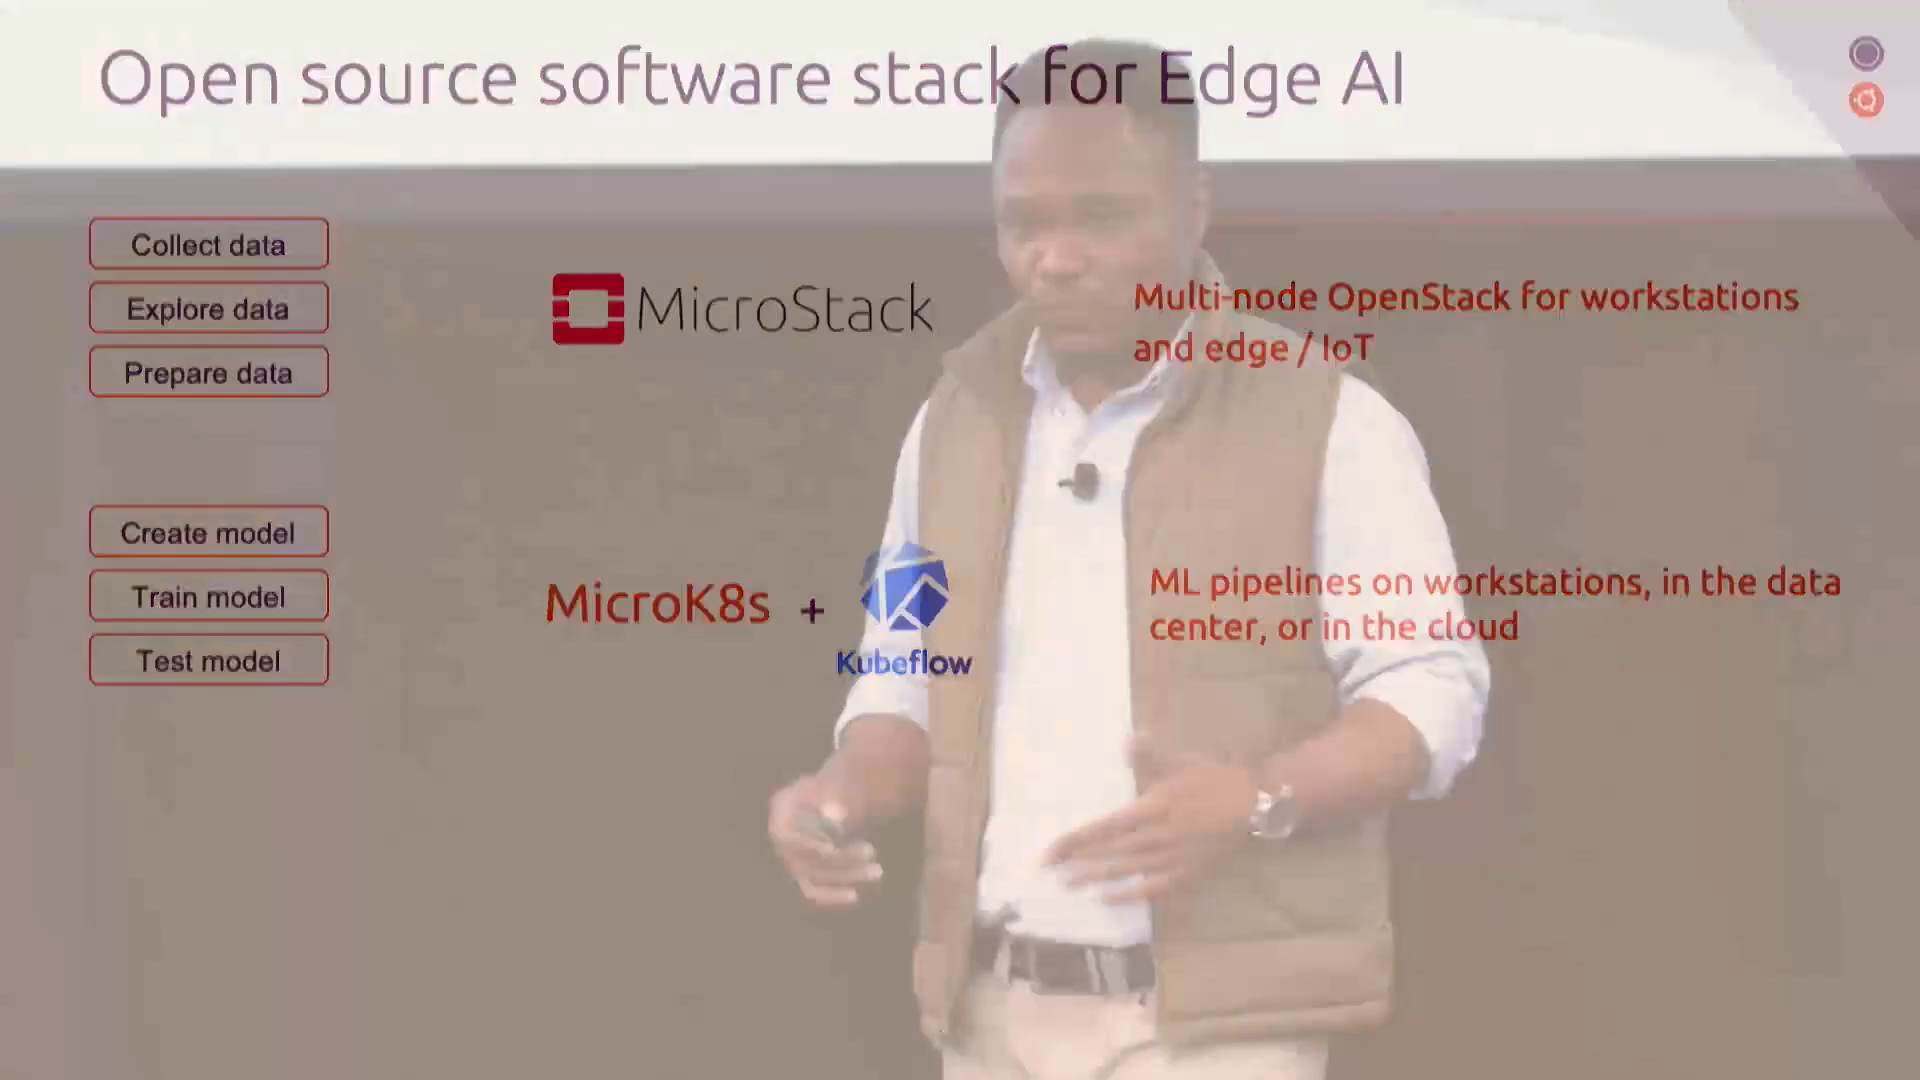 Open source software stack for Edge AI
Collect data
Explore data
Prepare data
MicroStack
Multi-node OpenStack for workstations
and edge / IoT
Create model
Train model
Test model
MicroK8s +
Kubeflow
ML pipelines on workstations, in the data
center, or in the cloud